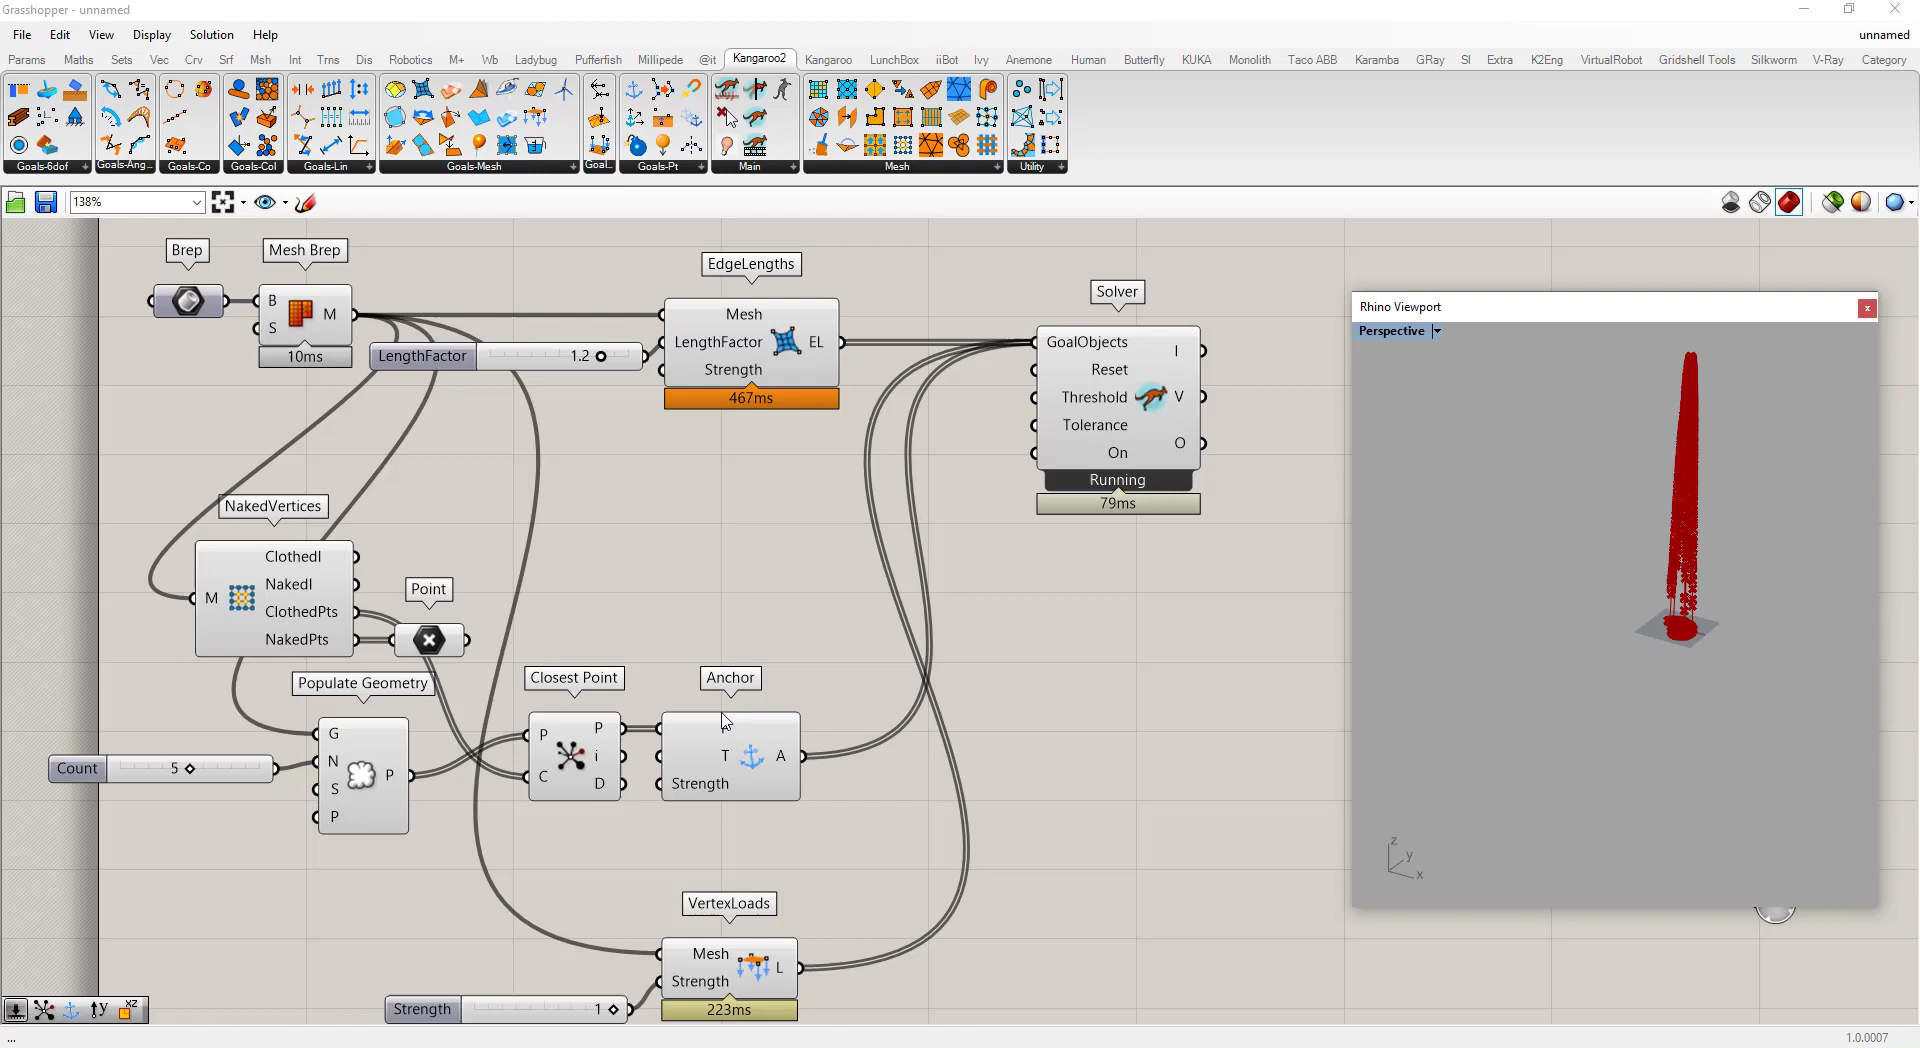 Grasshopper - unnamed
File Edit View Display Solution Help unnamed
Params Maths Sets Vec Crv Srf Msh Int Trns Dis Robotics M+ Wb Ladybug Pufferfish Millipede @it Kangaroo2 Kangaroo LunchBox iiBot Ivy Anemone Human Butterfly KUKA Monolith Taco ABB Karamba GRay SI Extra K2Eng VirtualRobot Gridshell Tools Silkworm V-Ray Category
Goals-6dof Goals-Ang... Goals-Co Goals-Col Goals-Lin Goals-Mesh Goal... Goals-Pt Main Mesh Utility
138%
Brep
Mesh Brep
B
S
M
10ms
LengthFactor 1.2
EdgeLengths
Mesh
LengthFactor
Strength
EL
467ms
Solver
GoalObjects
Reset
Threshold
Tolerance
On
I
V
O
Running
79ms
Rhino Viewport
Perspective
z
y
x
NakedVertices
M
ClothedI
NakedI
ClothedPts
NakedPts
Point
Populate Geometry
G
N
S
P
P
Count 5
Closest Point
P
C
P
i
D
Anchor
T
Strength
A
VertexLoads
Mesh
Strength
L
223ms
Strength 1
y
xz
...
1.0.0007